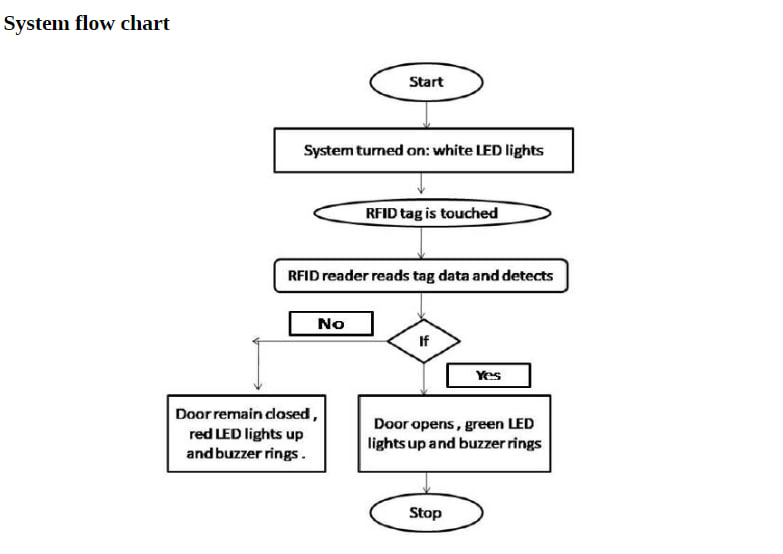 System flow chart
Start
System turned on: white LED lights
RFID tag is touched
RFID reader reads tag data and detects
No
If
Yes
Door remain closed ,
red LED lights up
and buzzer rings .
Door opens , green LED
lights up and buzzer rings
Stop